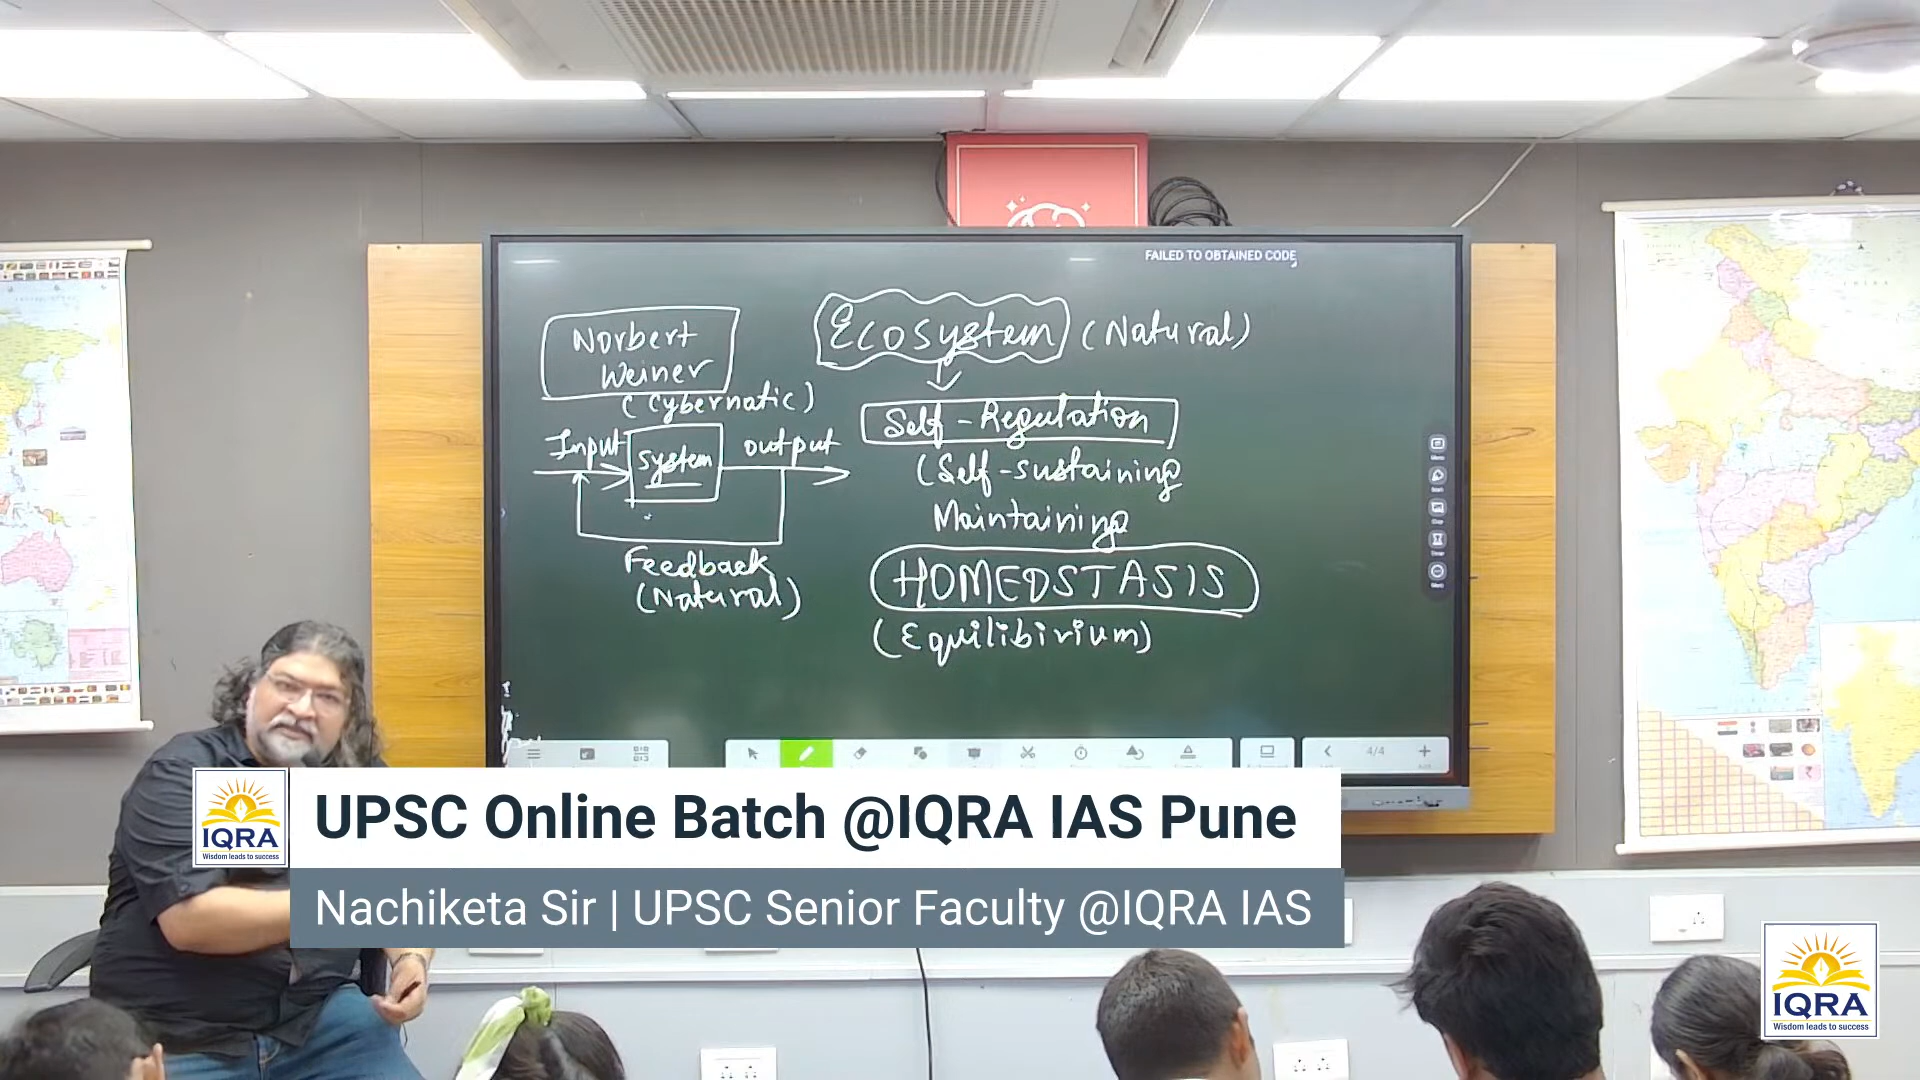 FAILED TO OBTAINED CODE
Norbert
Weiner
(Cybernatic)
Input
System
output
Feedback
(Natural)
Ecosystem (Natural)
Self-Regulation
(Self-sustaining
Maintaining
HOMEOSTASIS
(Equilibirium)
4/4
IQRA
Wisdom leads to success
UPSC Online Batch @IQRA IAS Pune
Nachiketa Sir | UPSC Senior Faculty @IQRA IAS
IQRA
Wisdom leads to success